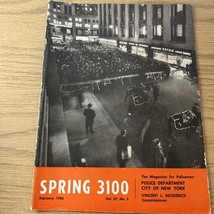 SPRING 3100
February, 1966
Vol. 37, No. 2
The Magazine for Policemen
POLICE DEPARTMENT
CITY OF NEW YORK
VINCENT L. BRODERICK
Commissioner